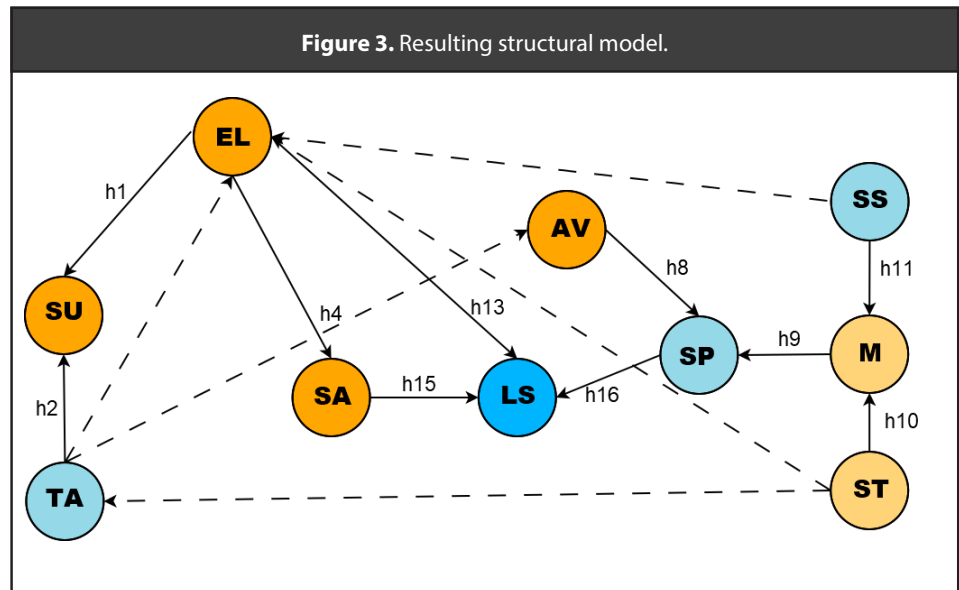 Figure 3. Resulting structural model.
EL
SS
AV
h1
h8
h11
SU
h4
h13
SP
h9
M
h2
SA
h15
LS
h16
h10
TA
ST